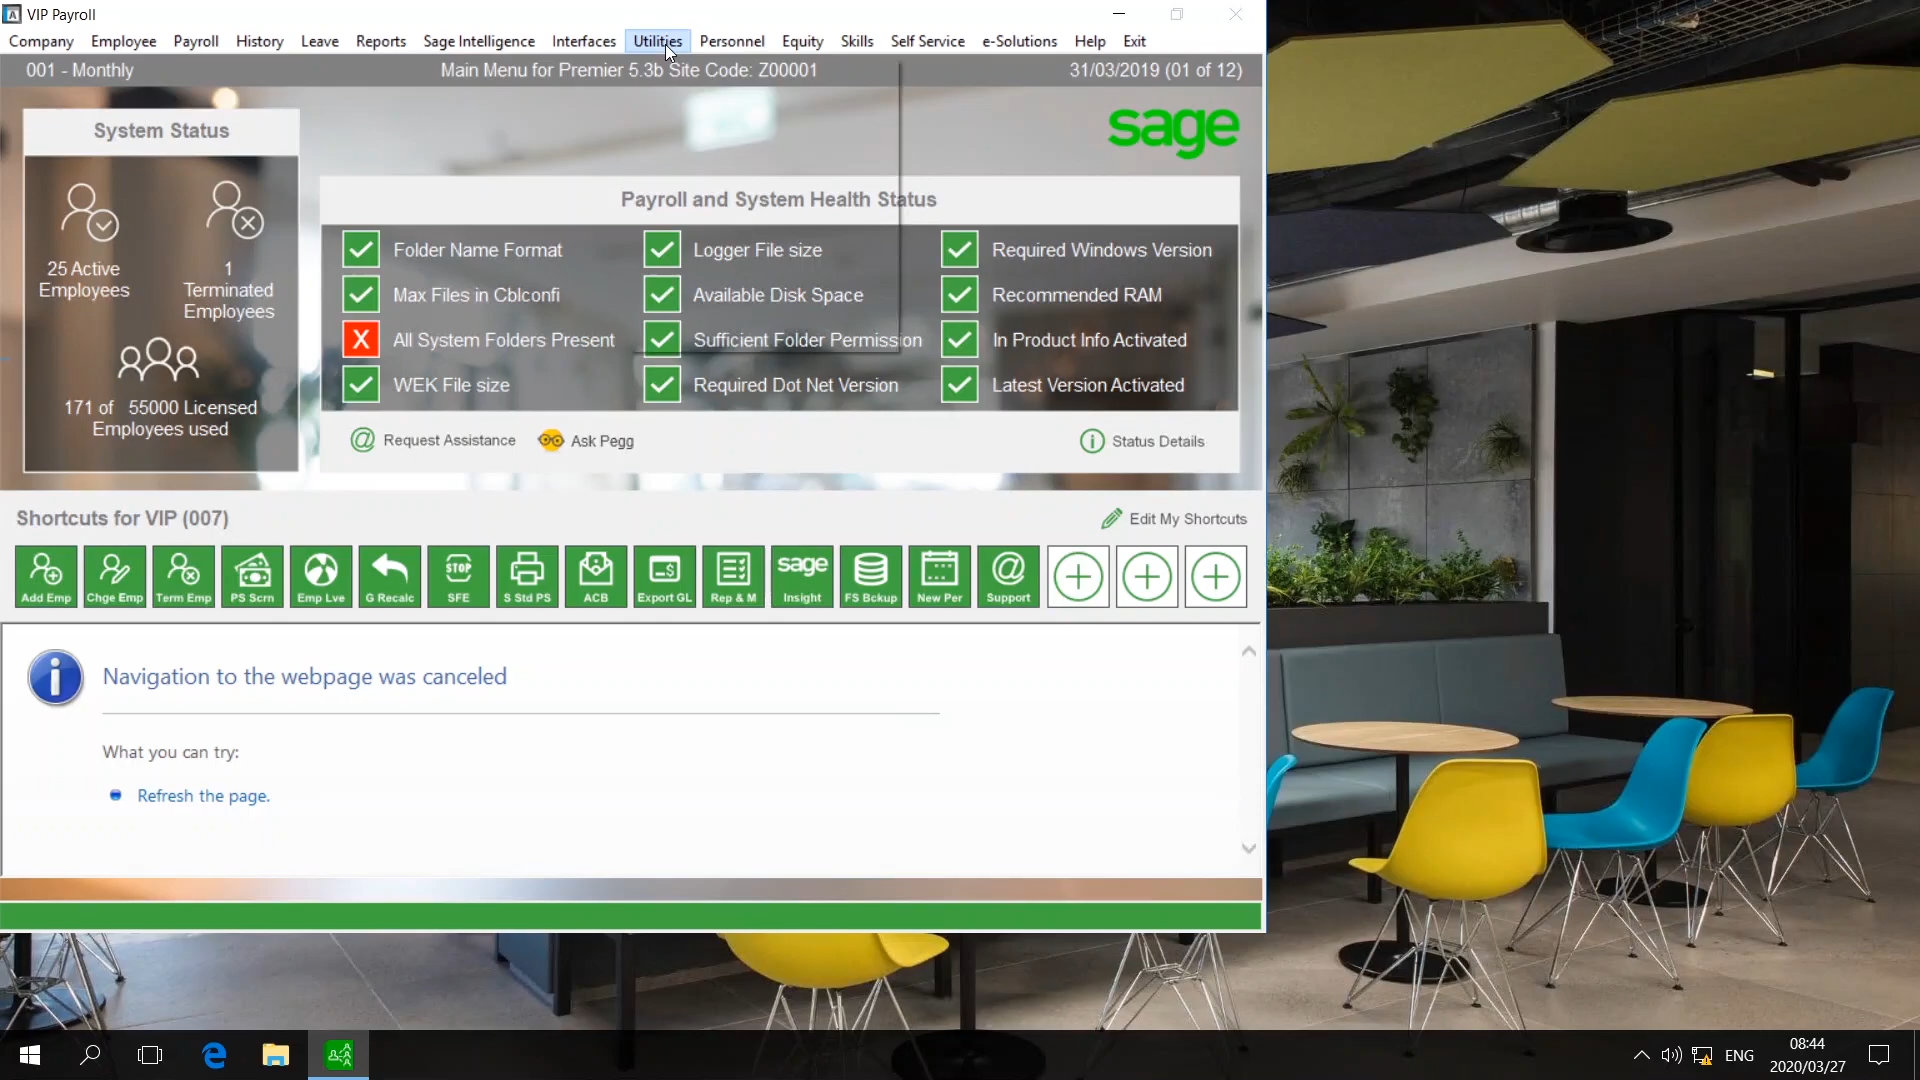 VIP Payroll
Company Employee Payroll History Leave Reports Sage Intelligence Interfaces Utilities Personnel Equity Skills Self Service e-Solutions Help Exit
001 - Monthly Main Menu for Premier 5.3b Site Code: Z00001 31/03/2019 (01 of 12)
sage
System Status
25 Active
Employees
1
Terminated
Employees
171 of 55000 Licensed
Employees used
Payroll and System Health Status
Folder Name Format Logger File size Required Windows Version
Max Files in Cblconfi Available Disk Space Recommended RAM
X All System Folders Present Sufficient Folder Permission In Product Info Activated
WEK File size Required Dot Net Version Latest Version Activated
@ Request Assistance Ask Pegg Status Details
Shortcuts for VIP (007) Edit My Shortcuts
STOP $ sage @
Add Emp Chge Emp Term Emp PS Scrn Emp Lve G Recalc SFE S Std PS ACB Export GL Rep & M Insight FS Bckup New Per Support
Navigation to the webpage was canceled
What you can try:
Refresh the page.
ENG
08:44
2020/03/27